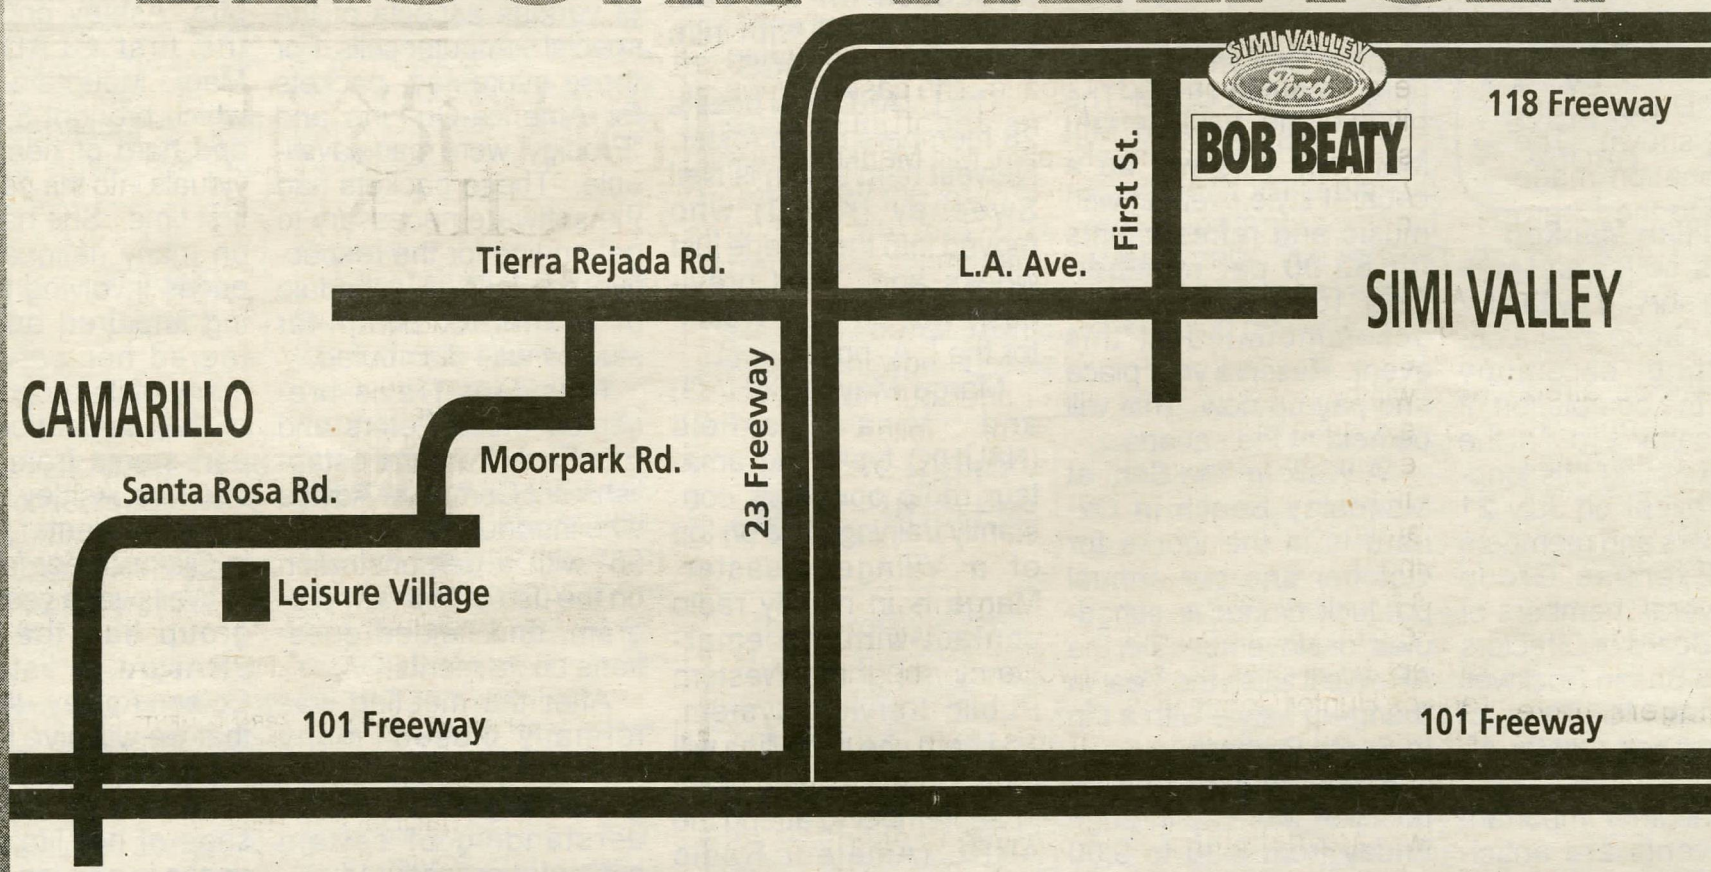 SIMI VALLEY
Ford
BOB BEATY
118 Freeway
First St.
Tierra Rejada Rd.
L.A. Ave.
SIMI VALLEY
23 Freeway
CAMARILLO
Moorpark Rd.
Santa Rosa Rd.
Leisure Village
101 Freeway
101 Freeway